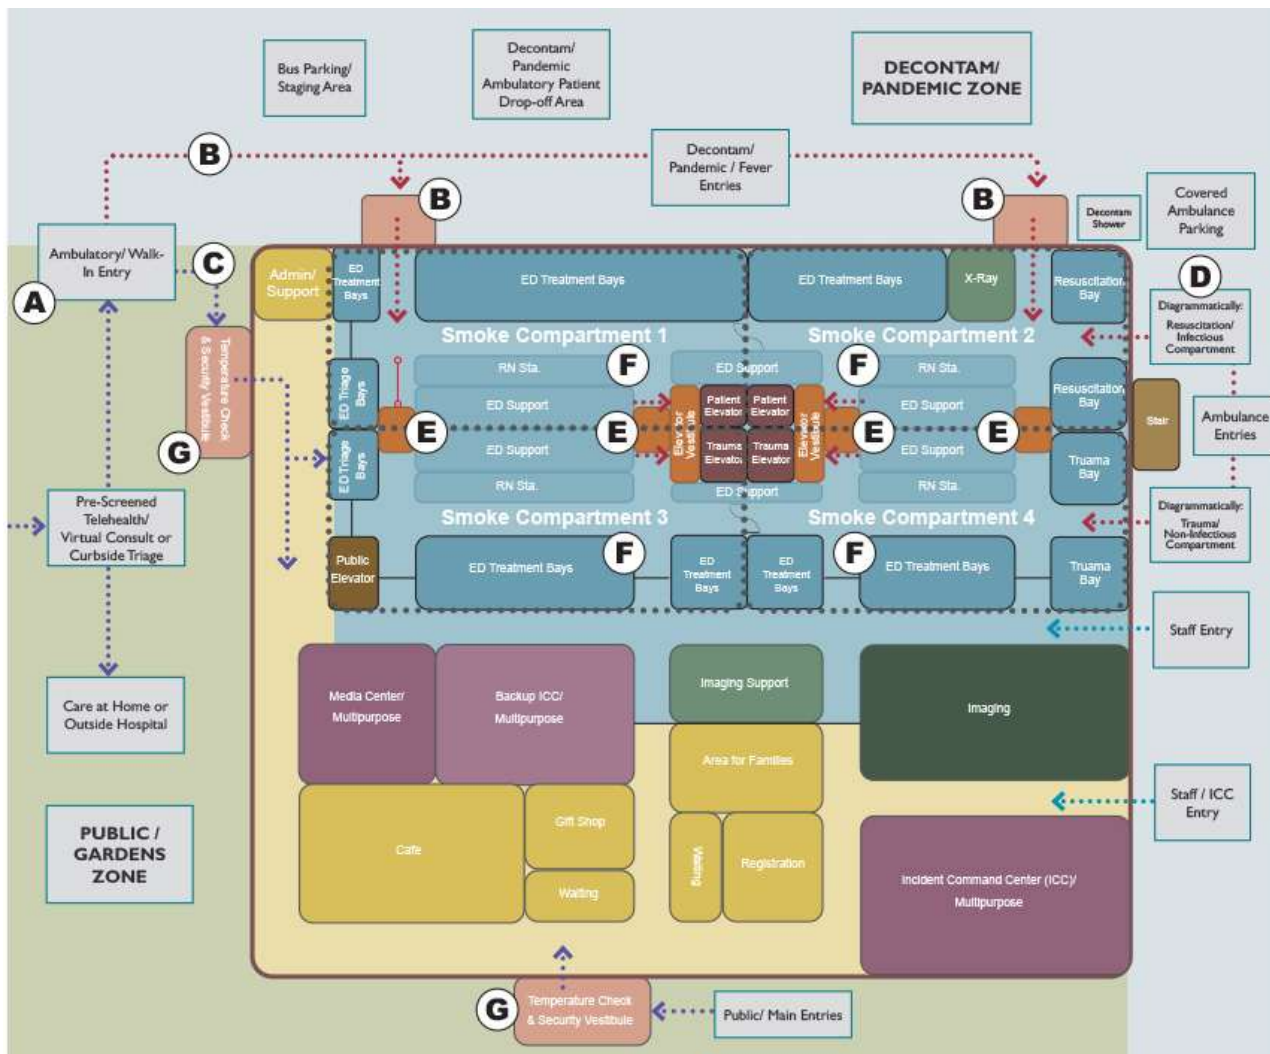 Bus Parking/
Staging Area
Decontam/
Pandemic
Ambulatory Patient
Drop-off Area
DECONTAM/
PANDEMIC ZONE
B
Decontam/
Pandemic / Fever
Entries
B
B
Decontam
Shower
Covered
Ambulance
Parking
Ambulatory/ Walk-
In Entry
A
C
D
Admin/
Support
ED
Treatment
Bays
ED Treatment Bays
ED Treatment Bays
X-Ray
Resuscitation
Bay
Diagrammatically:
Resuscitation/
Infectious
Compartment
Temperature Check
& Security Vestibule
G
Smoke Compartment 1
Smoke Compartment 2
ED Triage
Bays
RN Sta.
F
ED Support
F
RN Sta.
ED Support
Elevator
Vestibule
Patient
Elevator
Patient
Elevator
Elevator
Vestibule
ED Support
Resuscitation
Bay
Stair
Ambulance
Entries
E
E
E
E
ED Triage
Bays
ED Support
Trauma
Elevator
Trauma
Elevator
ED Support
Truama
Bay
RN Sta.
ED Support
RN Sta.
Pre-Screened
Telehealth/
Virtual Consult or
Curbside Triage
Smoke Compartment 3
Smoke Compartment 4
Diagrammatically:
Trauma/
Non-Infectious
Compartment
Public
Elevator
ED Treatment Bays
F
ED
Treatment
Bays
ED
Treatment
Bays
F
ED Treatment Bays
Truama
Bay
Staff Entry
Care at Home or
Outside Hospital
Media Center/
Multipurpose
Backup ICC/
Multipurpose
Imaging Support
Imaging
Area for Families
Staff / ICC
Entry
PUBLIC /
GARDENS
ZONE
Cafe
Gift Shop
Waiting
Waiting
Registration
Incident Command Center (ICC)/
Multipurpose
G
Temperature Check
& Security Vestibule
Public/ Main Entries